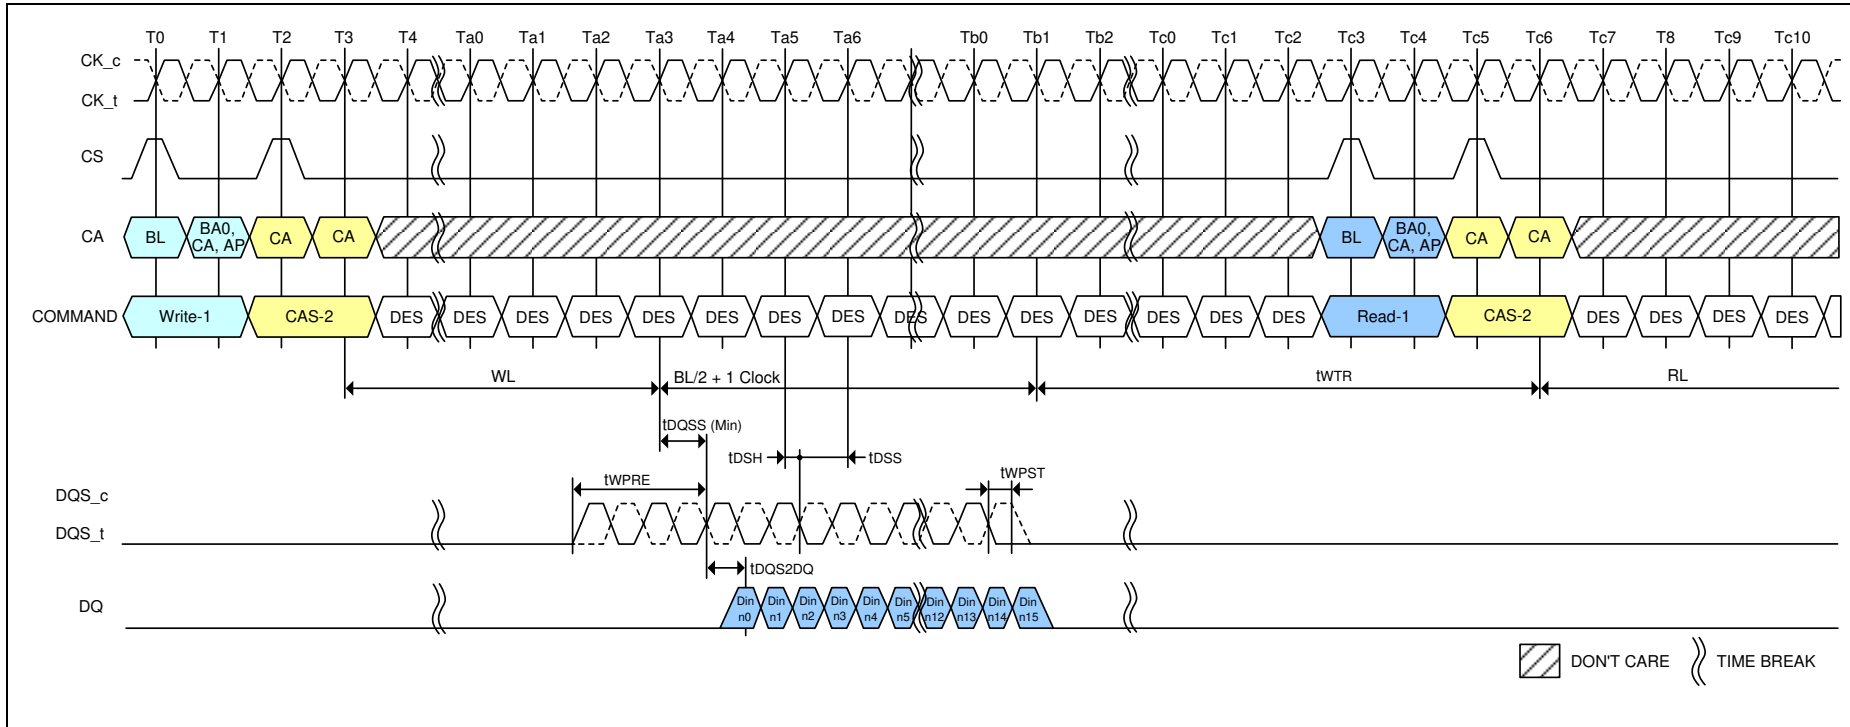 T0 T1 T2 T3 T4 Ta0 Ta1 Ta2 Ta3 Ta4 Ta5 Ta6 Tb0 Tb1 Tb2 Tc0 Tc1 Tc2 Tc3 Tc4 Tc5 Tc6 Tc7 T8 Tc9 Tc10
CK_c
CK_t
CS
CA BL BA0, CA, AP CA CA BL BA0, CA, AP CA CA
COMMAND Write-1 CAS-2 DES DES DES DES DES DES DES DES DES DES DES DES DES DES DES Read-1 CAS-2 DES DES DES DES
WL BL/2 + 1 Clock tWTR RL
tDQSS (Min)
tDSH tDSS
tWPRE tWPST
DQS_c
DQS_t
tDQS2DQ
DQ Din n0 Din n1 Din n2 Din n3 Din n4 Din n5 Din n12 Din n13 Din n14 Din n15
DON'T CARE TIME BREAK